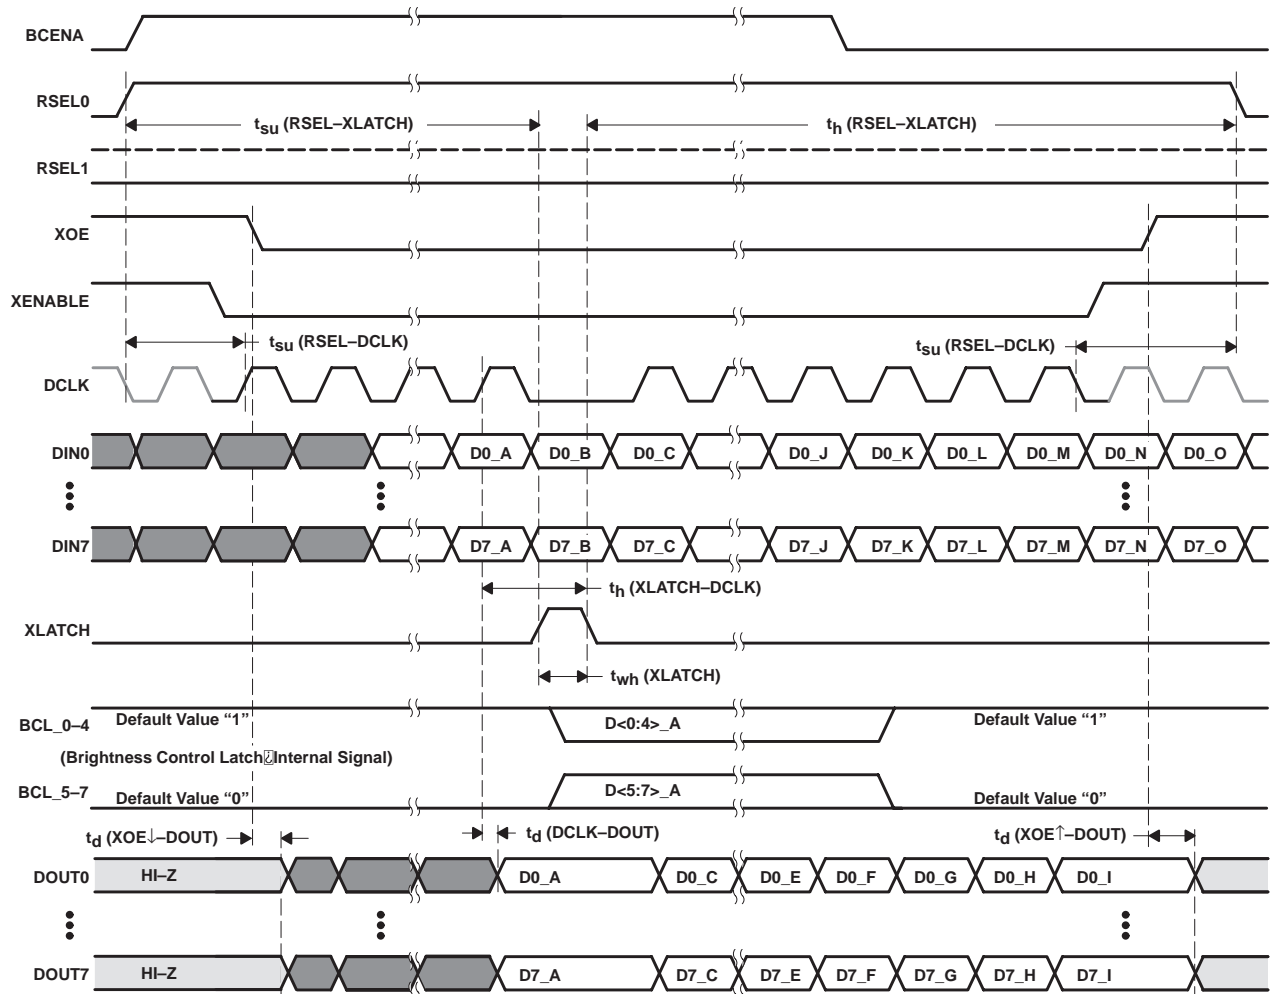 BCENA
RSEL0
tsu (RSEL–XLATCH) th (RSEL–XLATCH)
RSEL1
XOE
XENABLE
tsu (RSEL–DCLK) tsu (RSEL–DCLK)
DCLK
DIN0 D0_A D0_B D0_C D0_J D0_K D0_L D0_M D0_N D0_O
DIN7 D7_A D7_B D7_C D7_J D7_K D7_L D7_M D7_N D7_O
th (XLATCH–DCLK)
XLATCH
twh (XLATCH)
BCL_0–4 Default Value “1” D<0:4>_A Default Value “1”
(Brightness Control Latch⍰Internal Signal)
BCL_5–7 Default Value “0” D<5:7>_A Default Value “0”
td (XOE↓–DOUT) td (DCLK–DOUT) td (XOE↑–DOUT)
DOUT0 HI–Z D0_A D0_C D0_E D0_F D0_G D0_H D0_I
DOUT7 HI–Z D7_A D7_C D7_E D7_F D7_G D7_H D7_I